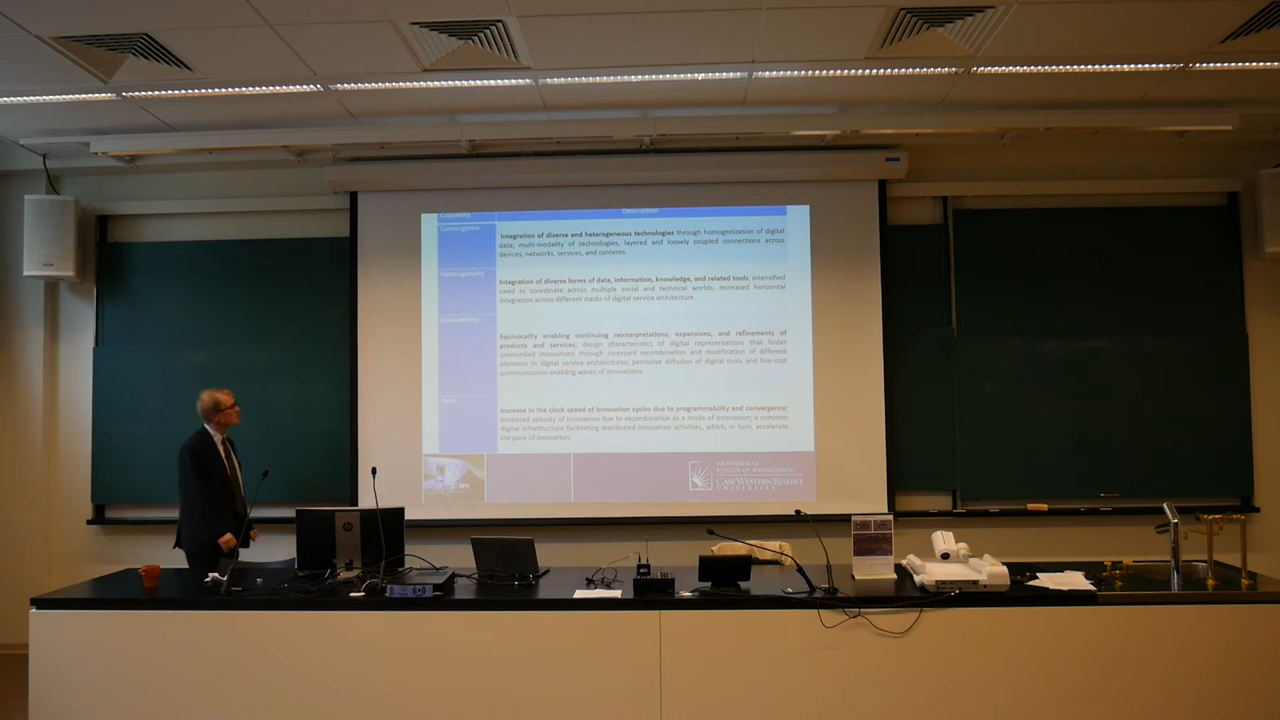 Capability Description
Convergence
Integration of diverse and heterogeneous technologies through homogenization of digital
data; multi-modality of technologies, layered and loosely coupled connections across
devices, networks, services, and contents.
Heterogeneity
Integration of diverse forms of data, information, knowledge, and related tools; intensified
need to coordinate across multiple social and technical worlds; increased horizontal
integration across different stacks of digital service architecture.
Equivocality enabling continuing reinterpretations, expansions, and refinements of
products and services; design characteristics of digital representations that foster
unbounded innovations through incessant recombination and modification of different
elements in digital service architectures; pervasive diffusion of digital tools and low-cost
communication enabling waves of innovations.
Increase in the clock speed of innovation cycles due to programmability and convergence;
increased velocity of innovation due to recombination as a mode of innovation; a common
digital infrastructure facilitating distributed innovation activities, which, in turn, accelerate
the pace of innovation.
WEATHERHEAD
SCHOOL OF MANAGEMENT
CASE WESTERN RESERVE
UNIVERSITY
hp